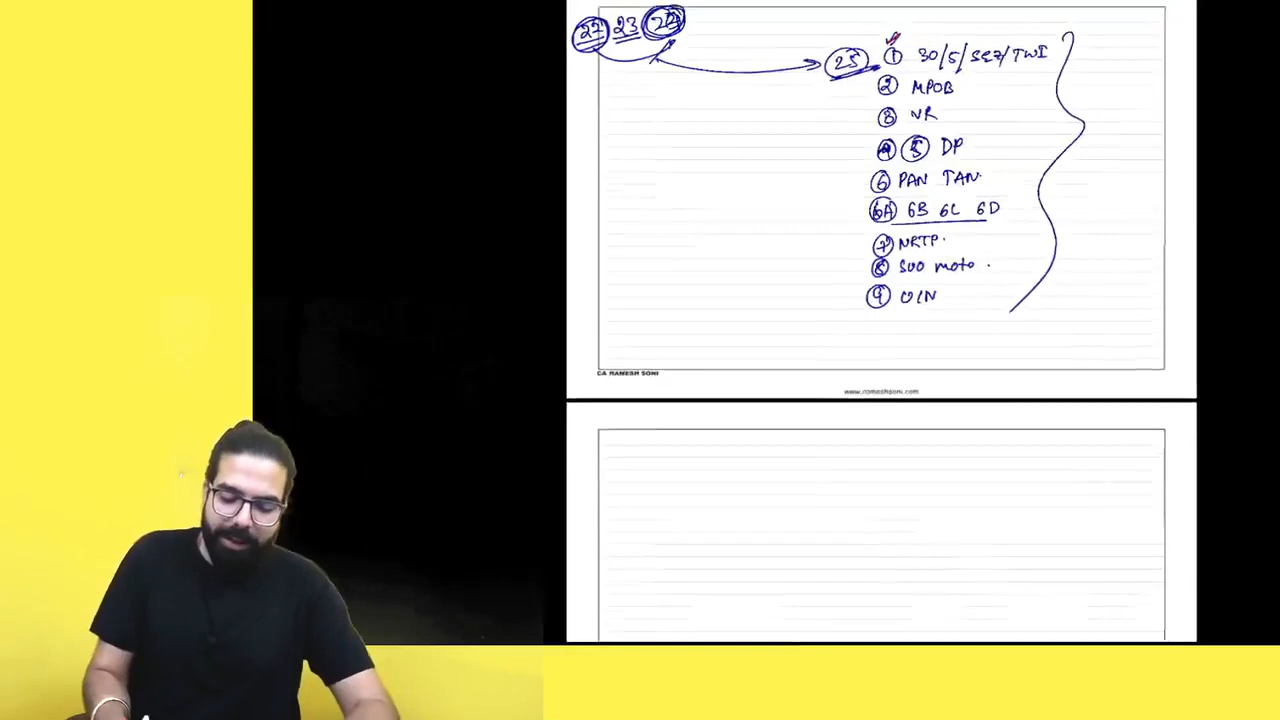 22 23 24
25 ① 30/5/SEZ/TWI
② MPOB
③ NR
④ ⑤ DP
⑥ PAN TAN.
6A 6B 6C 6D
⑦ NRTP.
⑧ SUO moto.
⑨ UIN
CA RAMESH SONI
www.rameshsoni.com